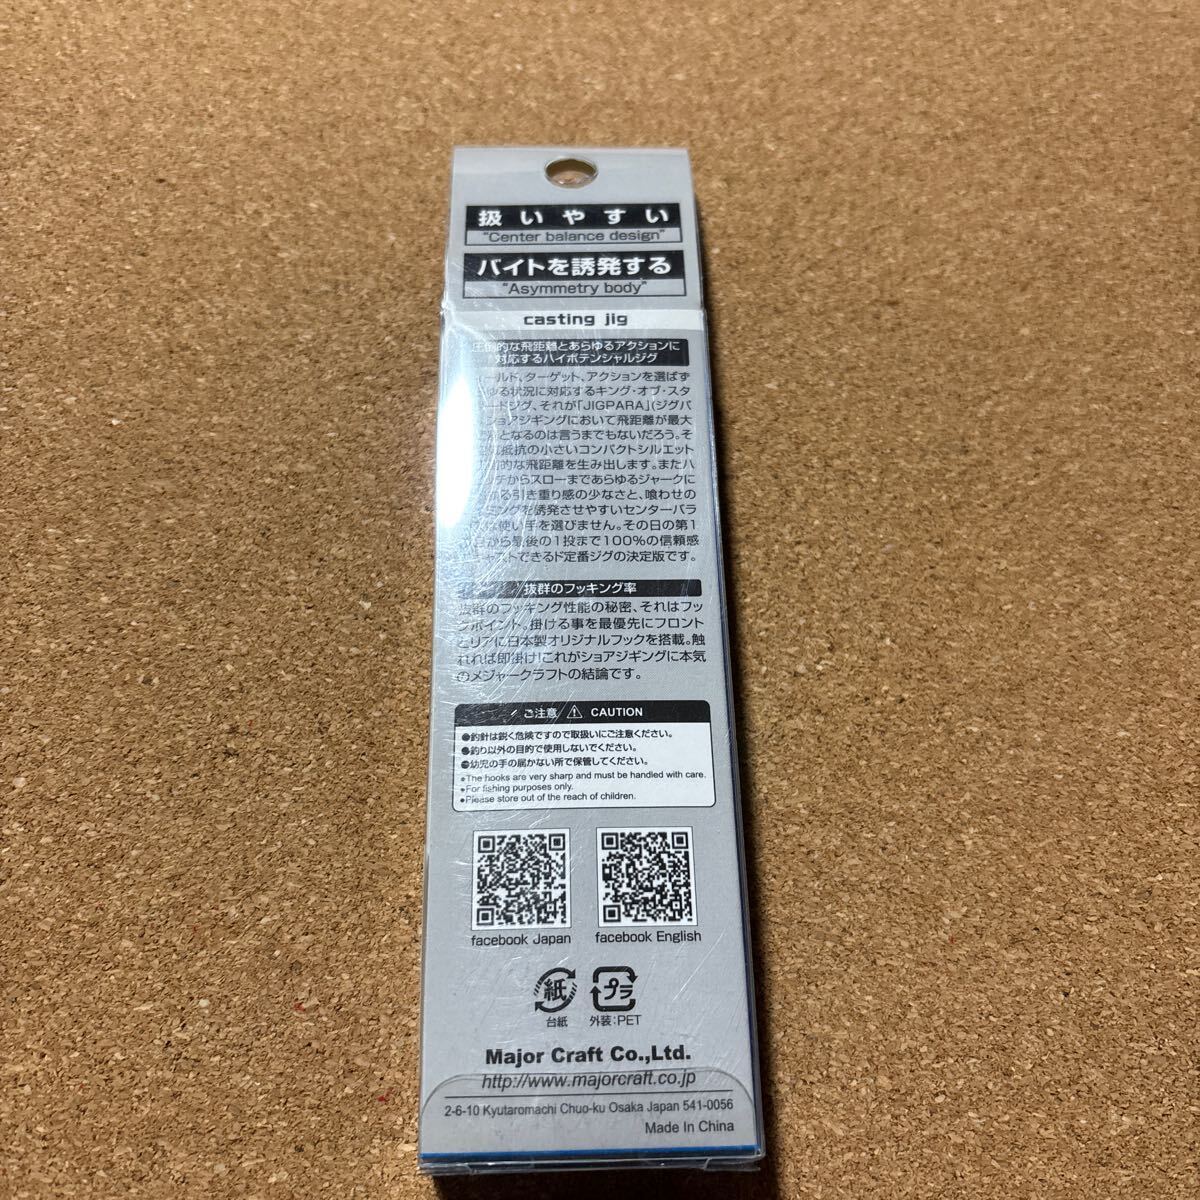 扱いやすい
"Center balance design"
バイトを誘発する
"Asymmetry body"
casting jig
圧倒的な飛距離とあらゆるアクションに
対応するハイポテンシャルジグ
ールド、ターゲット、アクションを選ばず
ゆる状況に対応するキング・オブ・スタ
ードジグ、それが「JIGPARA」(ジグパ
ョアジギングにおいて飛距離が最大
となるのは言うまでもないだろう。そ
抵抗の小さいコンパクトシルエット
的な飛距離を生み出します。またハ
チからスローまであらゆるジャークに
る引き重り感の少なさと、喰わせの
ミングを誘発させやすいセンターバラ
は使い手を選びません。その日の第1
から最後の1投まで100%の信頼感
ャストできるド定番ジグの決定版です。
抜群のフッキング率
抜群のフッキング性能の秘密、それはフッ
クポイント。掛ける事を最優先にフロント
とリアに日本製オリジナルフックを搭載。触
れれば即掛け!これがショアジギングに本気
のメジャークラフトの結論です。
ご注意 ⚠ CAUTION
●釣針は鋭く危険ですので取扱いにご注意ください。
●釣り以外の目的で使用しないでください。
●幼児の手の届かない所で保管してください。
●The hooks are very sharp and must be handled with care.
●For fishing purposes only.
●Please store out of the reach of children.
facebook Japan
facebook English
紙
プラ
台紙
外装:PET
Major Craft Co.,Ltd.
http://www.majorcraft.co.jp
2-6-10 Kyutaromachi Chuo-ku Osaka Japan 541-0056
Made In China